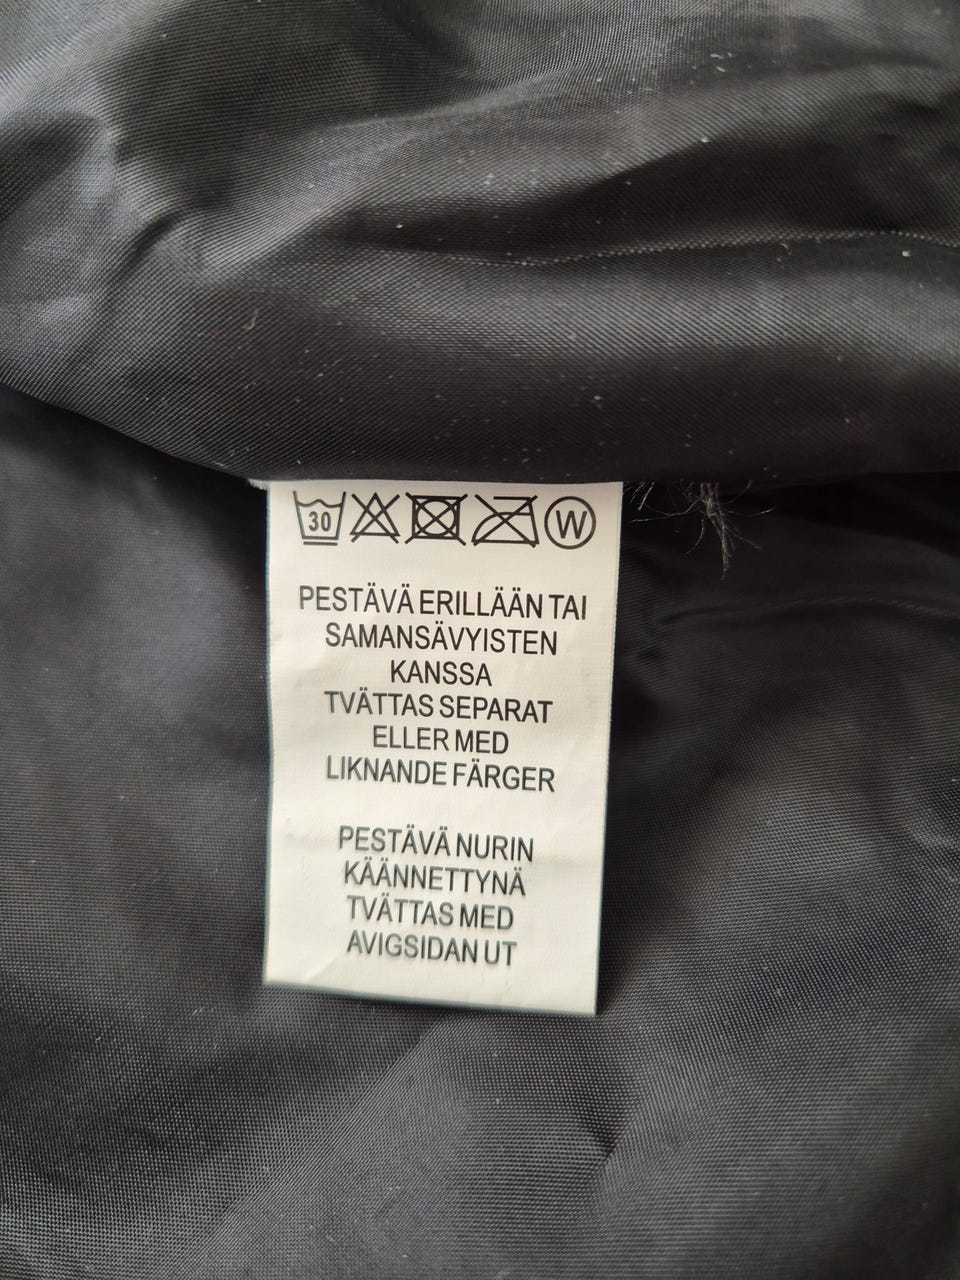 30 W
PESTÄVÄ ERILLÄÄN TAI
SAMANSÄVYISTEN
KANSSA
TVÄTTAS SEPARAT
ELLER MED
LIKNANDE FÄRGER
PESTÄVÄ NURIN
KÄÄNNETTYNÄ
TVÄTTAS MED
AVIGSIDAN UT